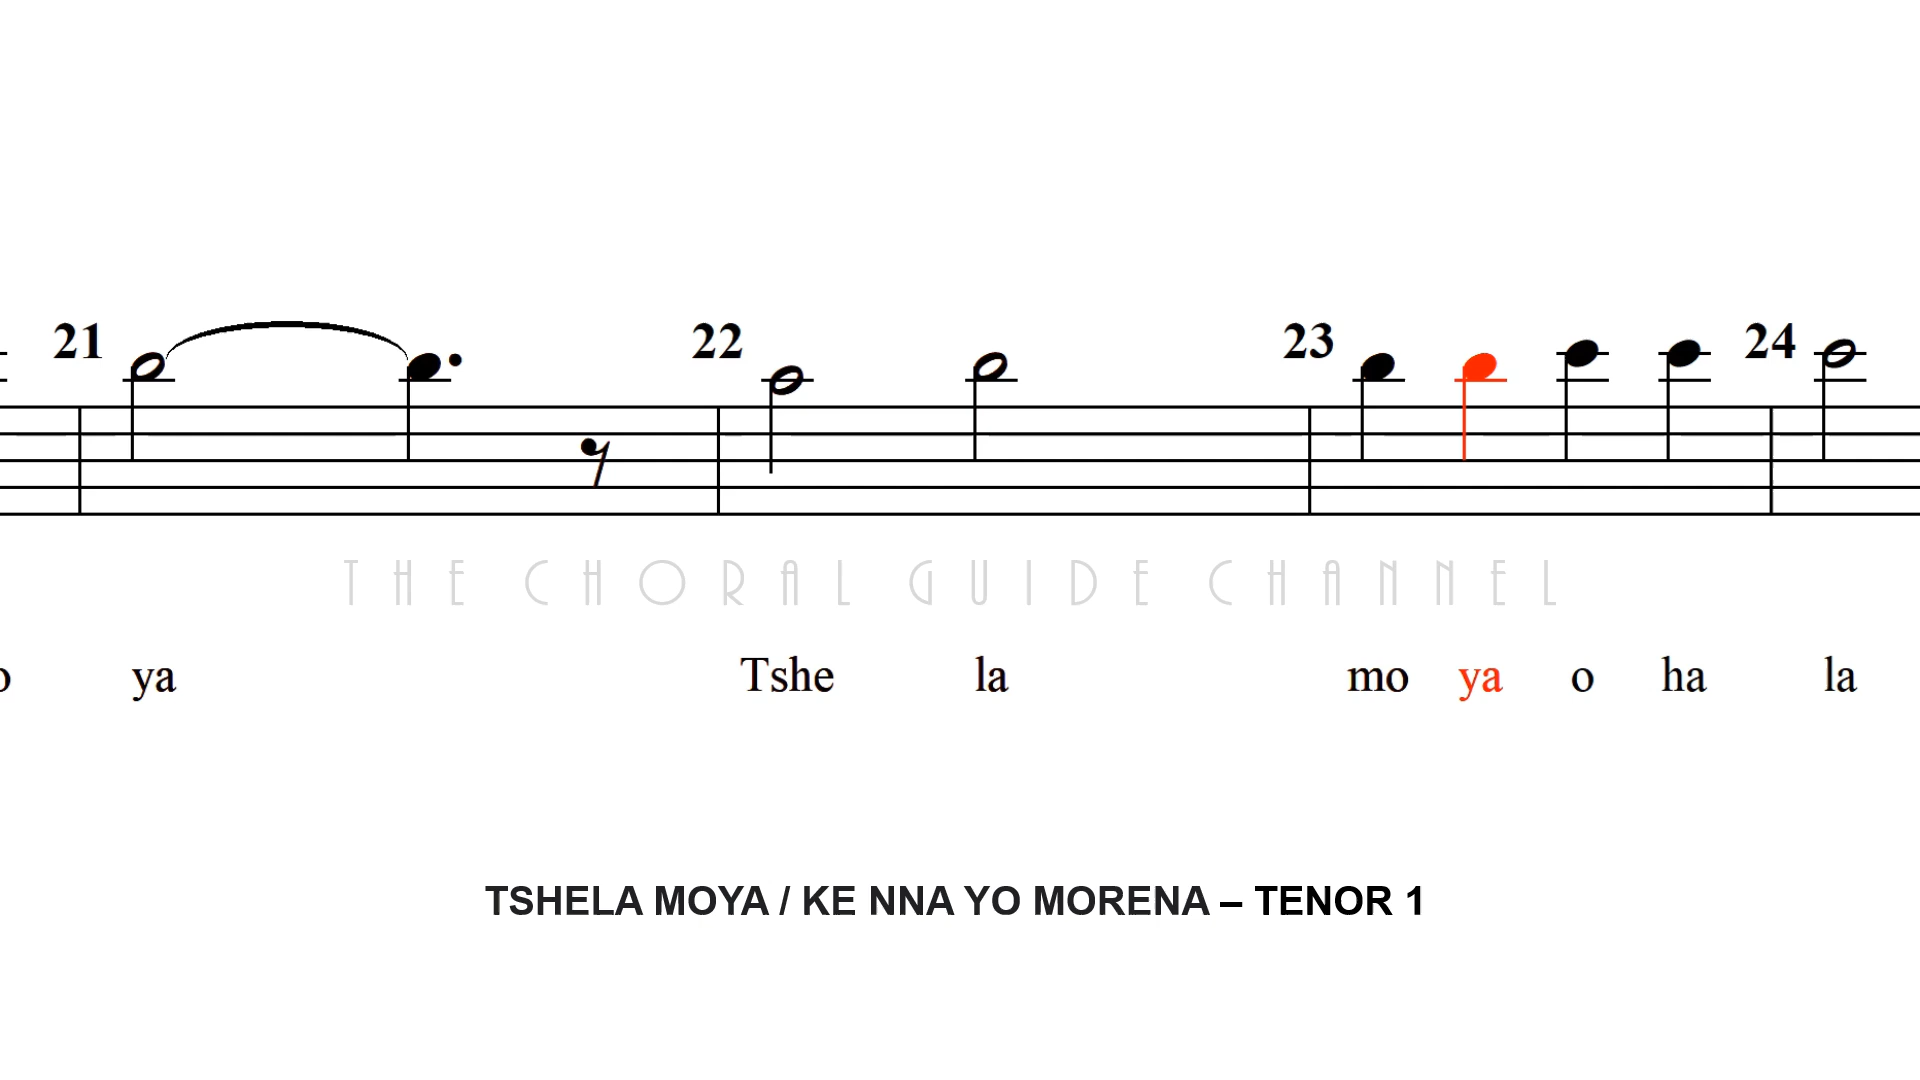 21 22 23 24
THE CHORAL GUIDE CHANNEL
ya Tshe la mo ya o ha la
TSHELA MOYA / KE NNA YO MORENA – TENOR 1